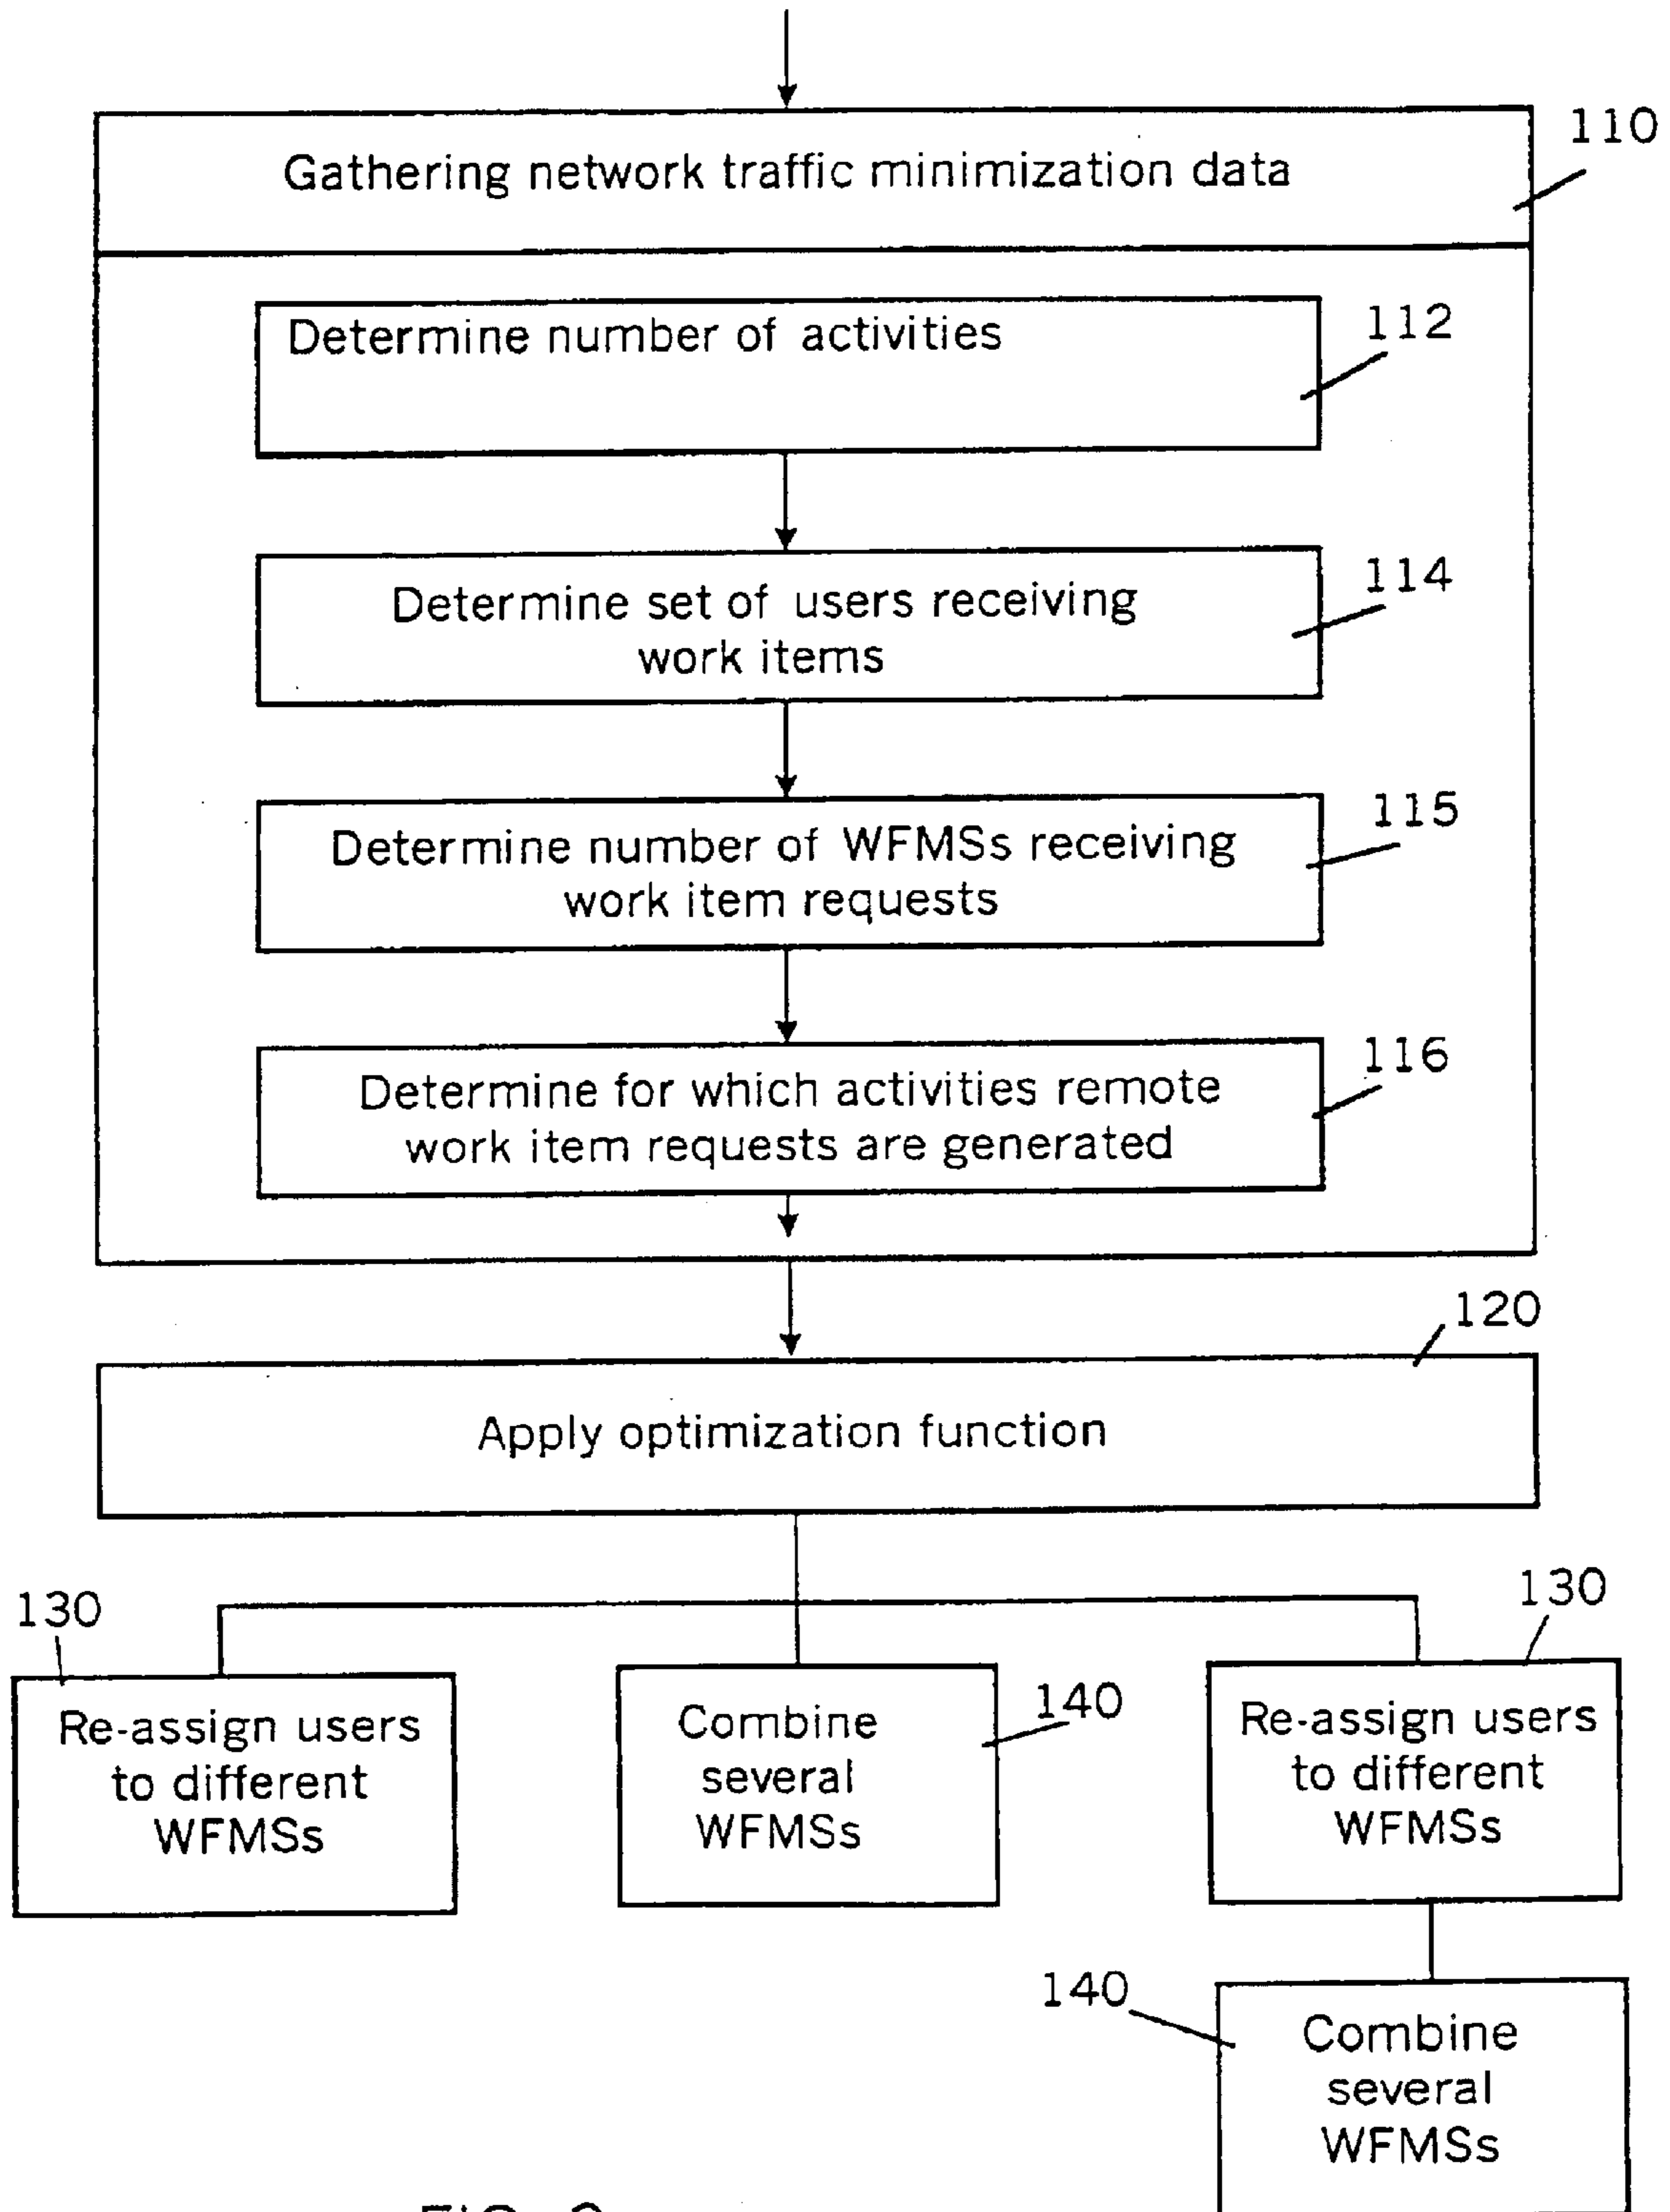 110
Gathering network traffic minimization data
Determine number of activities
112
Determine set of users receiving
work items
114
Determine number of WFMSs receiving
work item requests
115
Determine for which activities remote
work item requests are generated
116
120
Apply optimization function
130
Re-assign users
to different
WFMSs
140
Combine
several
WFMSs
130
Re-assign users
to different
WFMSs
140
Combine
several
WFMSs